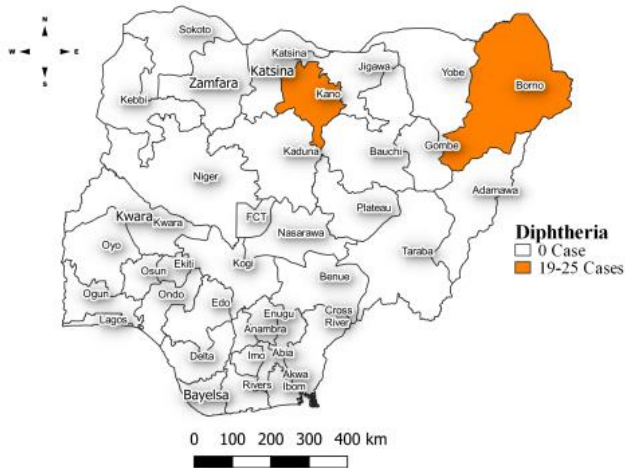 N
W E
S
Sokoto
Katsina
Katsina
Zamfara
Jigawa
Yobe
Borno
Kebbi
Kano
Kaduna
Bauchi
Gombe
Niger
Adamawa
Kwara
Kwara
FCT
Plateau
Nasarawa
Oyo
Taraba
Osun
Ekiti
Kogi
Benue
Ogun
Ondo
Edo
Lagos
Enugu
Cross
River
Anambra
Delta
Imo
Abia
Bayelsa
Rivers
Akwa
Ibom
Diphtheria
0 Case
19-25 Cases
0 100 200 300 400 km